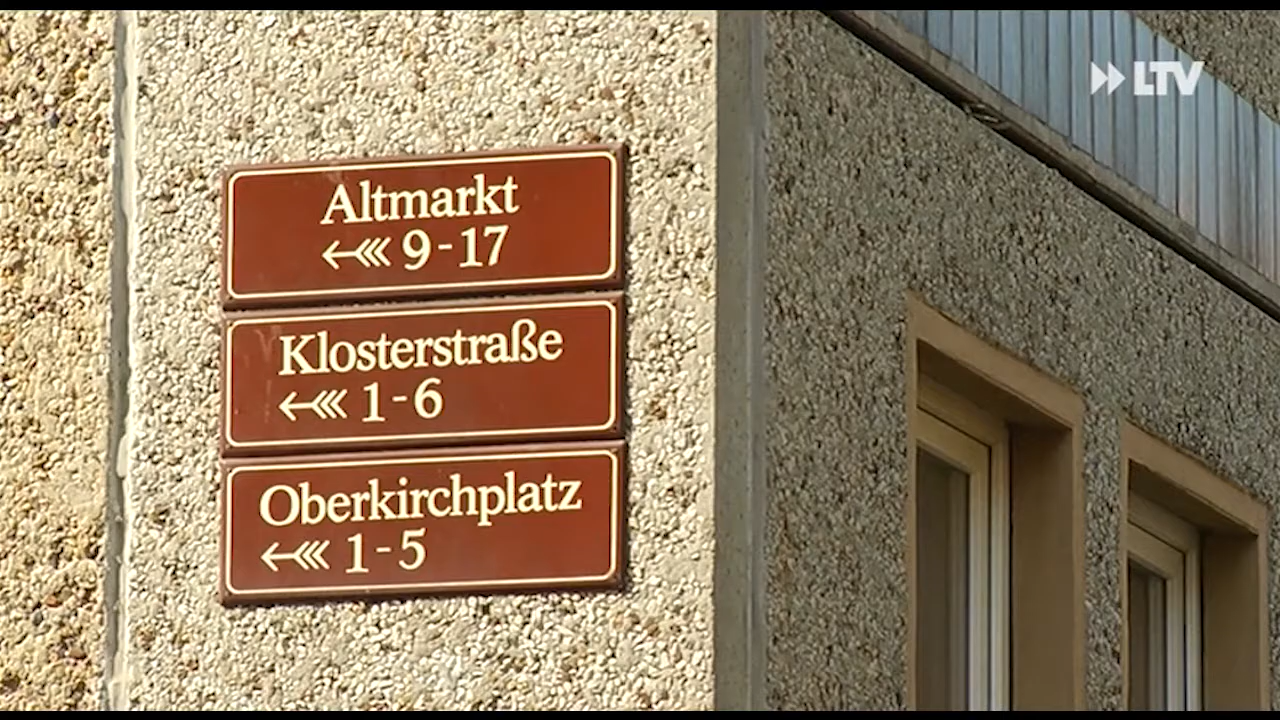 LTV
Altmarkt
9-17
Klosterstraße
1-6
Oberkirchplatz
1-5